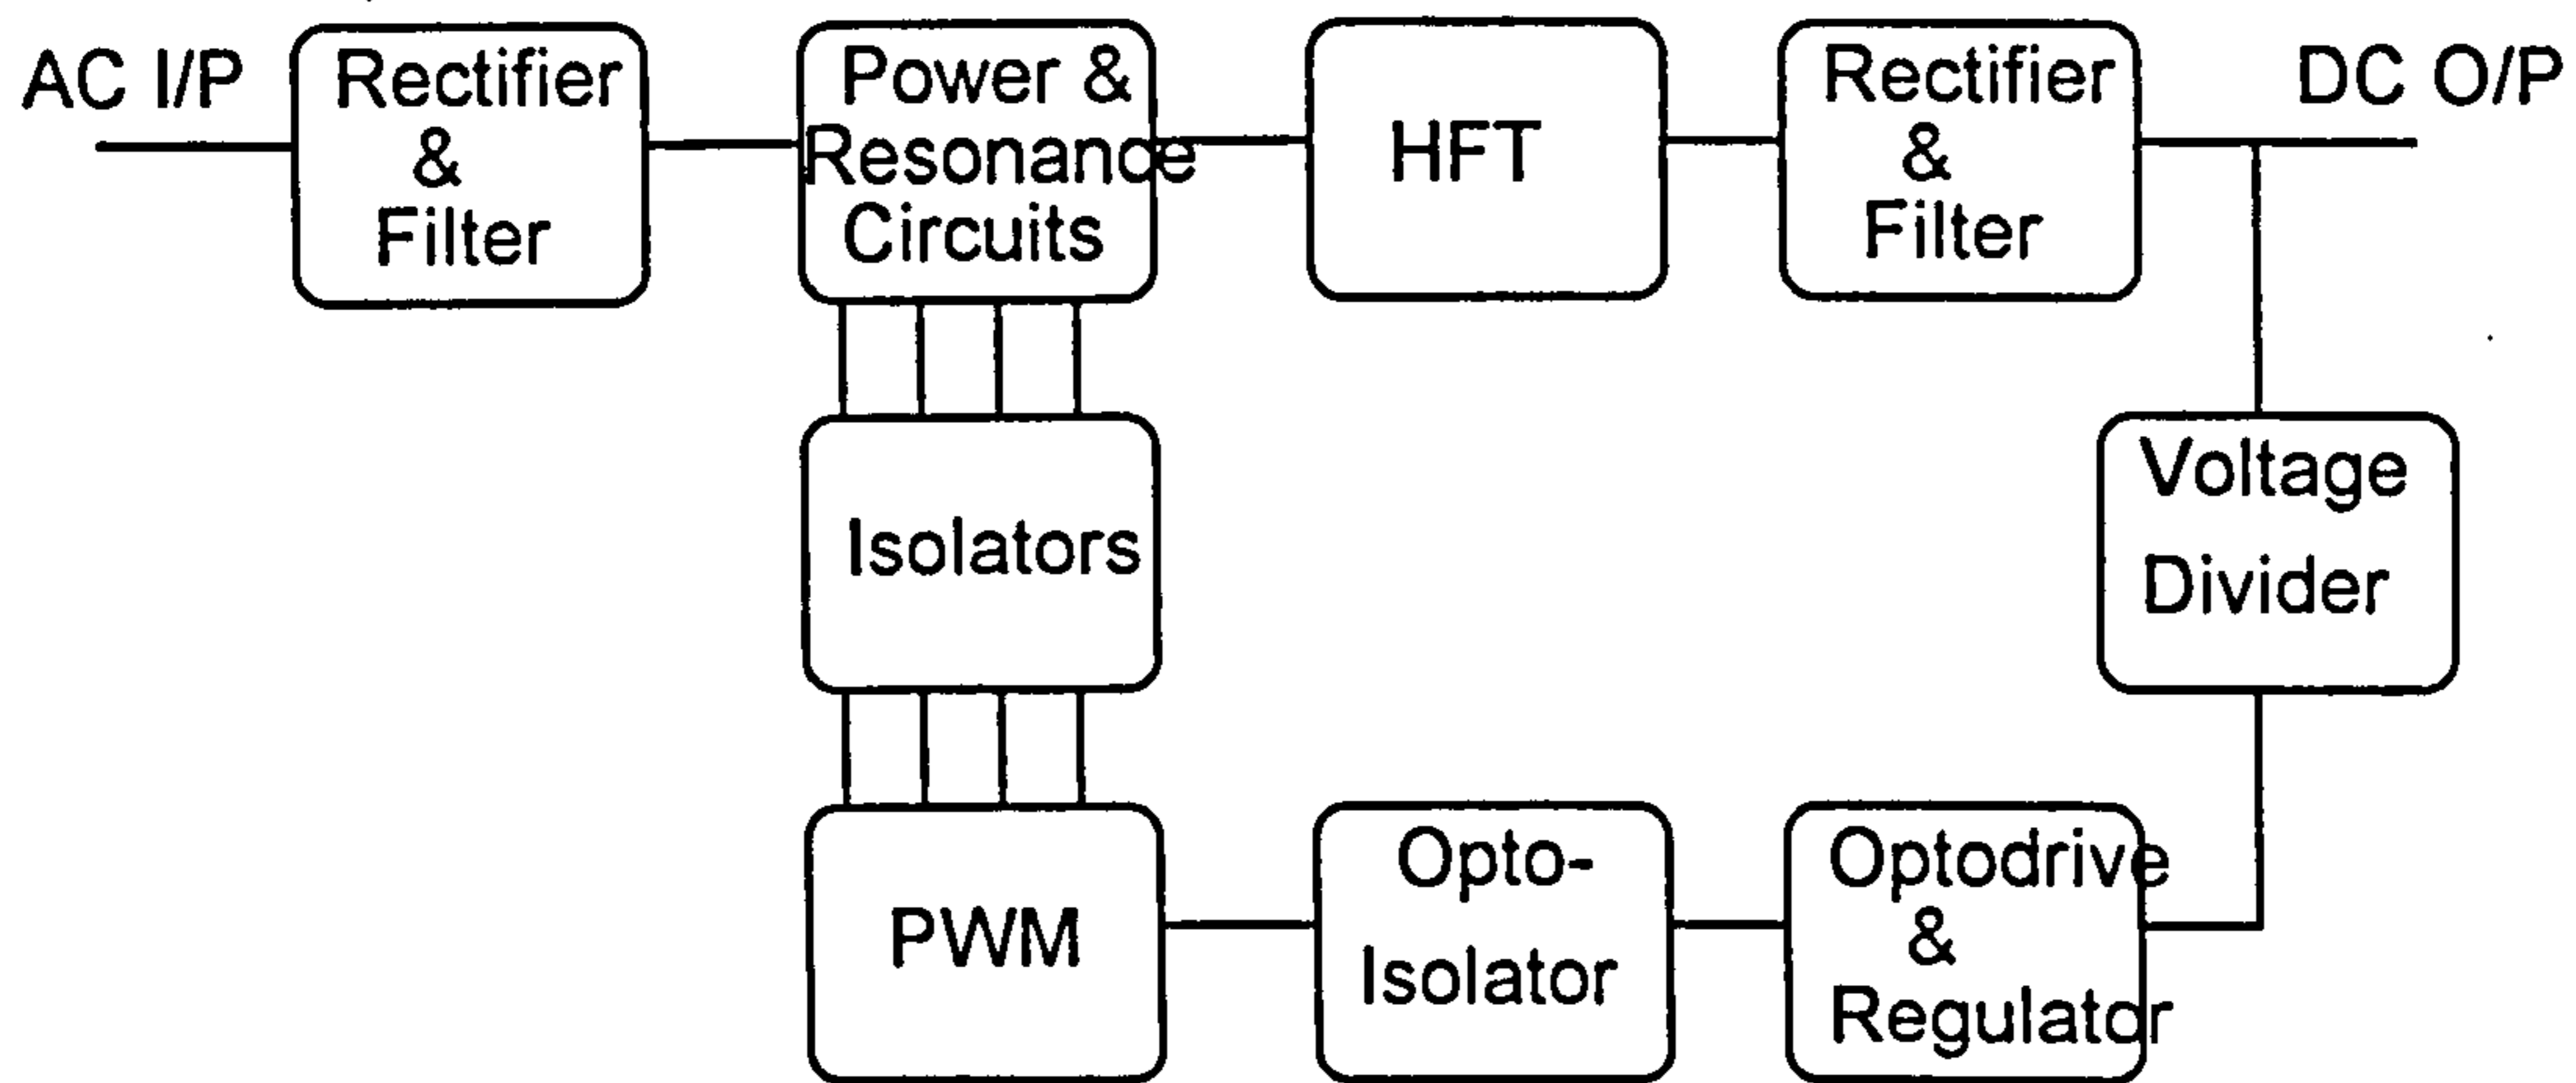 AC I/P
Rectifier
&
Filter
Power &
Resonance
Circuits
HFT
Rectifier
&
Filter
DC O/P
Isolators
Voltage
Divider
PWM
Opto-
Isolator
Optodrive
&
Regulator